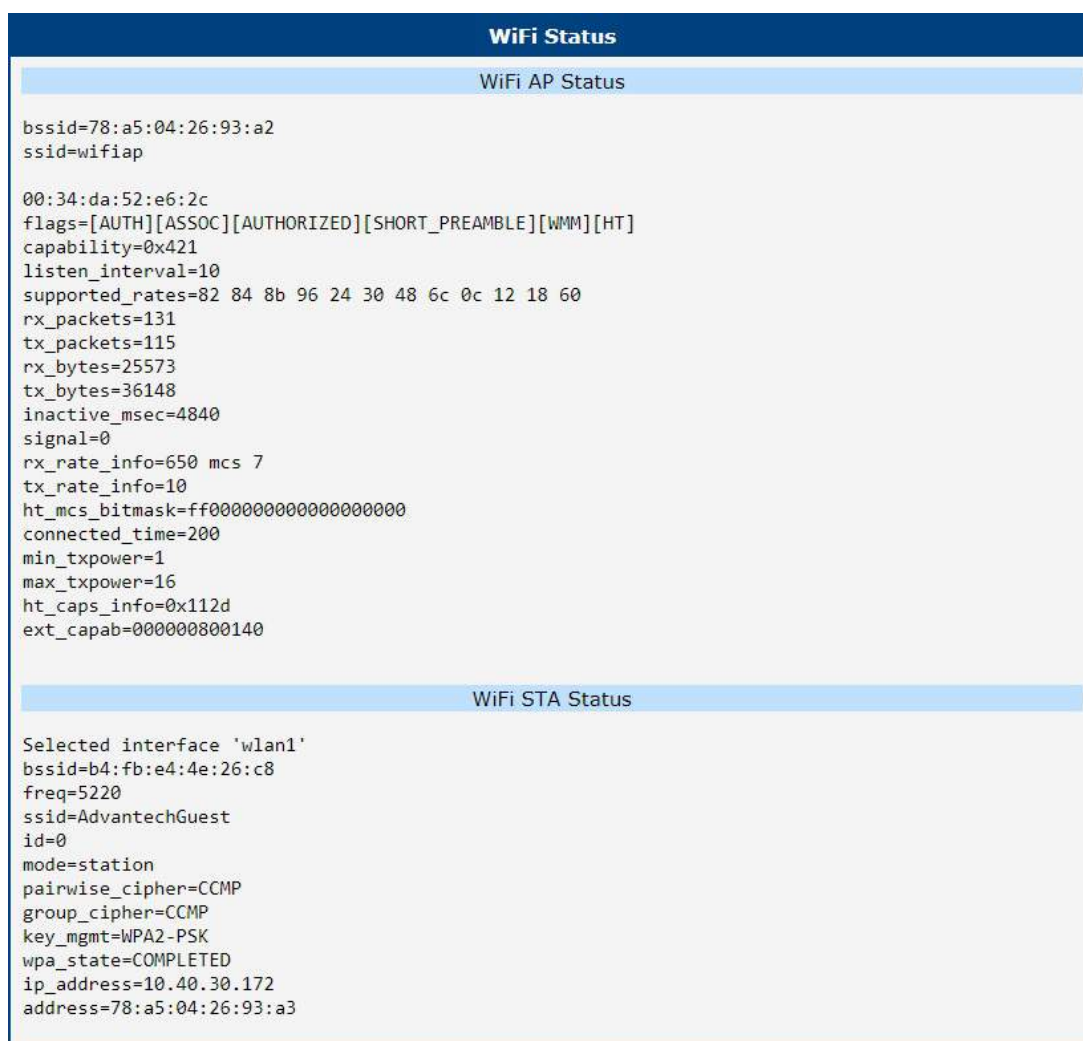 WiFi Status
WiFi AP Status
bssid=78:a5:04:26:93:a2
ssid=wifiap
00:34:da:52:e6:2c
flags=[AUTH][ASSOC][AUTHORIZED][SHORT_PREAMBLE][WMM][HT]
capability=0x421
listen_interval=10
supported_rates=82 84 8b 96 24 30 48 6c 0c 12 18 60
rx_packets=131
tx_packets=115
rx_bytes=25573
tx_bytes=36148
inactive_msec=4840
signal=0
rx_rate_info=650 mcs 7
tx_rate_info=10
ht_mcs_bitmask=ff000000000000000000
connected_time=200
min_txpower=1
max_txpower=16
ht_caps_info=0x112d
ext_capab=000000800140
WiFi STA Status
Selected interface 'wlan1'
bssid=b4:fb:e4:4e:26:c8
freq=5220
ssid=AdvantechGuest
id=0
mode=station
pairwise_cipher=CCMP
group_cipher=CCMP
key_mgmt=WPA2-PSK
wpa_state=COMPLETED
ip_address=10.40.30.172
address=78:a5:04:26:93:a3